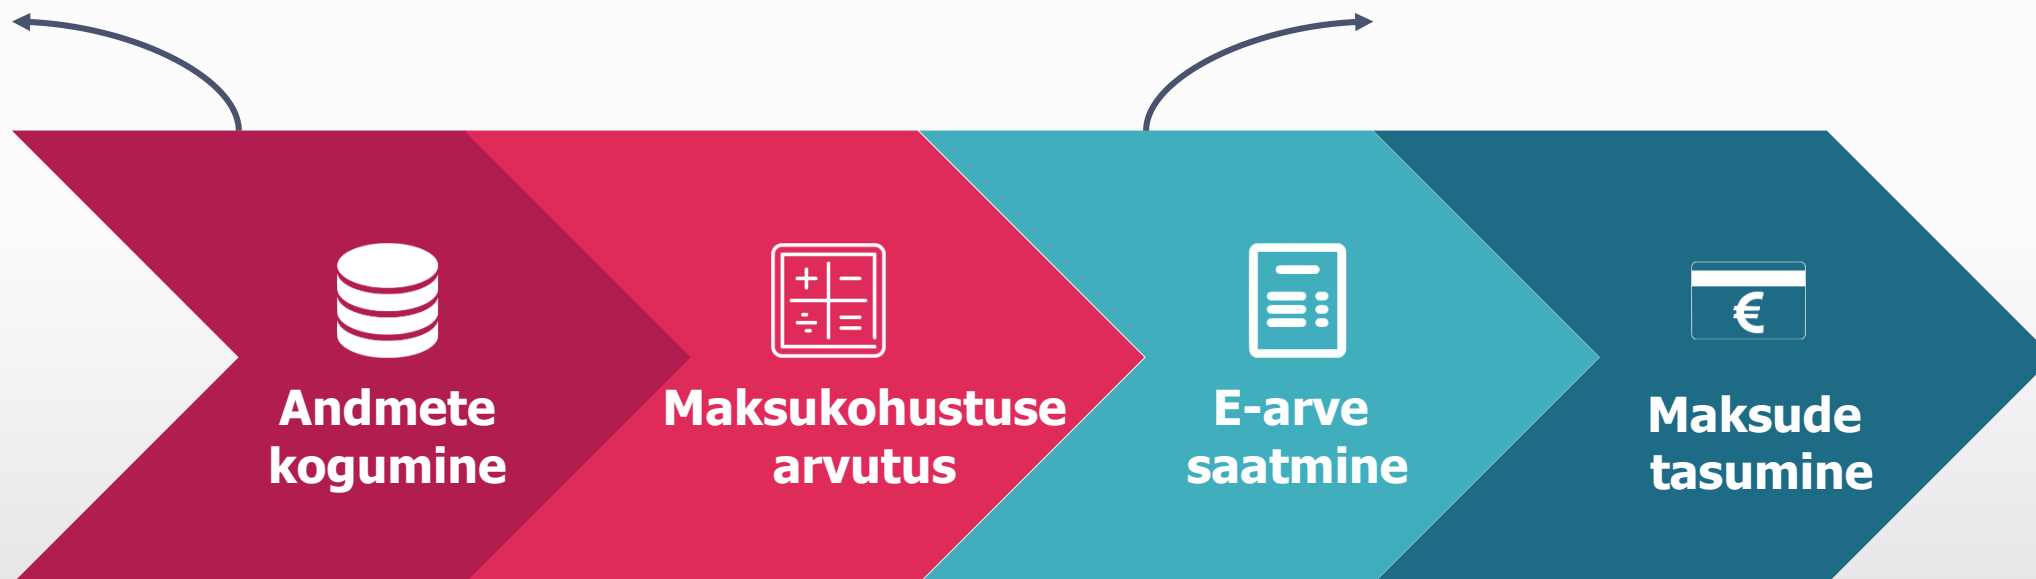 Andmete
kogumine
Maksukohustuse
arvutus
E-arve
saatmine
Maksude
tasumine